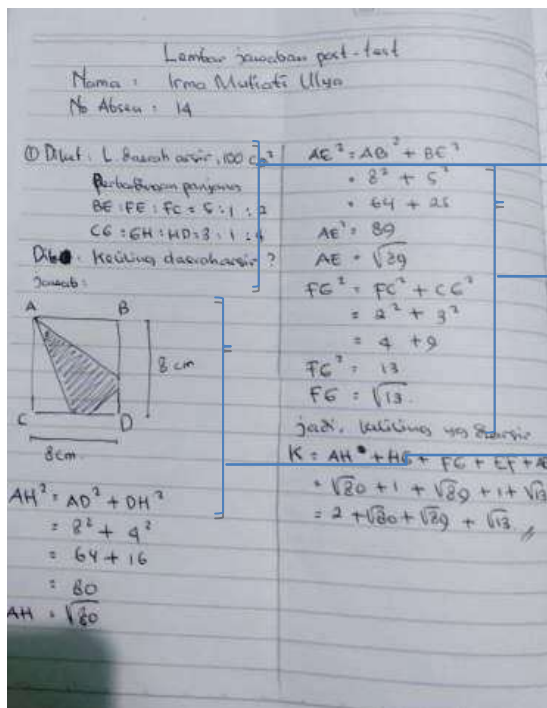 Lembar jawaban post-test
Nama : Irma Muliati Ulya
No Absen : 14
① Diket : L. daerah arsir, 100 cm²
Perbandingan panjang
BE : FE : FC = 5 : 1 : 2
CG : GH : HD = 3 : 1 : 4
Dit : Keliling daerah arsir ?
Jawab :
A B
8 cm
C D
8 cm
AH² = AD² + DH²
= 8² + 4²
= 64 + 16
= 80
AH = √80
AE² = AB² + BE²
= 8² + 5²
= 64 + 25
AE² = 89
AE = √89
FG² = FC² + CG²
= 2² + 3²
= 4 + 9
FG² = 13
FG = √13
jadi, keliling yg diarsir
K = AH + HG + FG + EF + AE
= √80 + 1 + √89 + 1 + √13
= 2 + √80 + √89 + √13